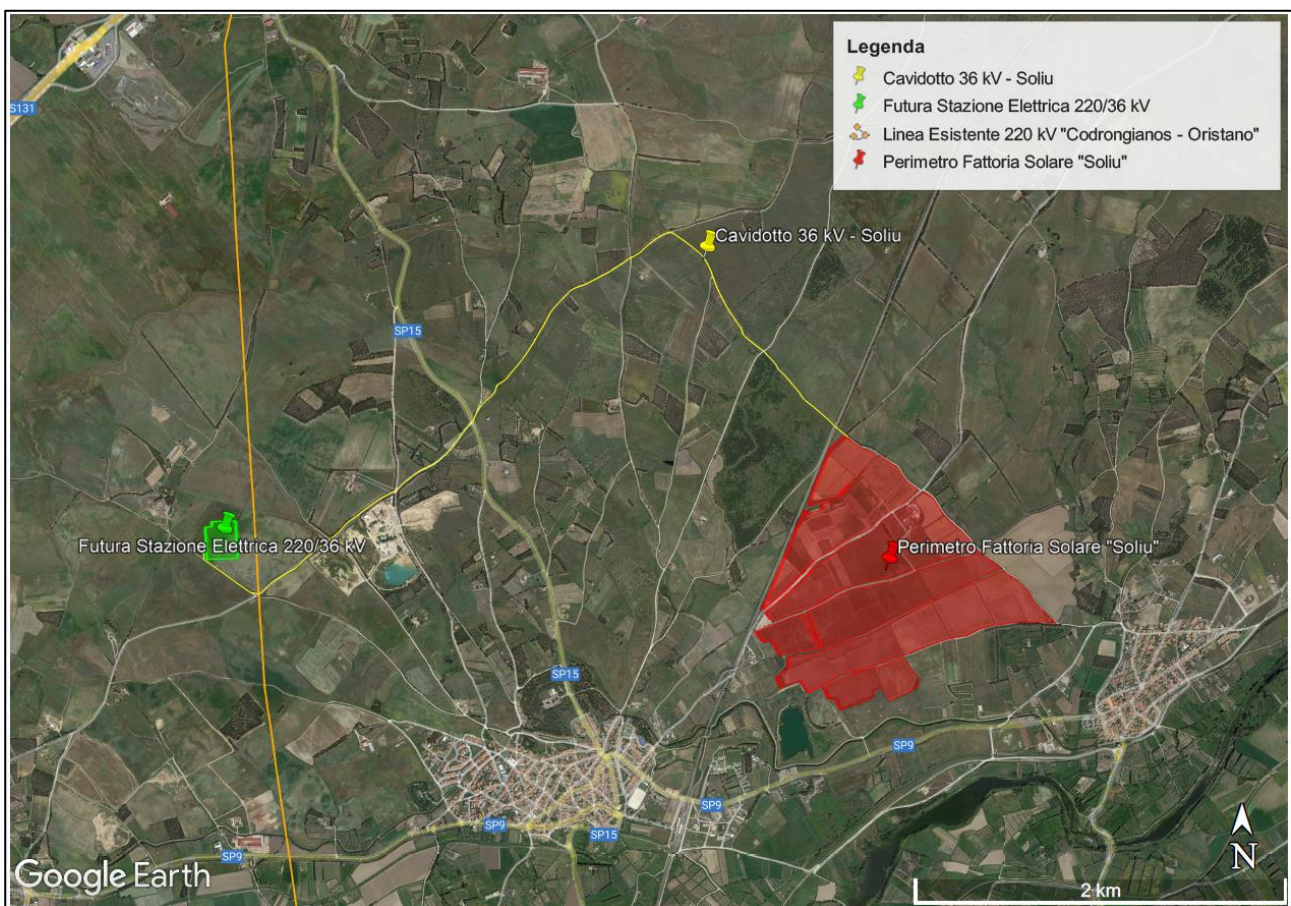 Legenda
Cavidotto 36 kV - Soliu
Futura Stazione Elettrica 220/36 kV
Linea Esistente 220 kV "Codrongianos - Oristano"
Perimetro Fattoria Solare "Soliu"
S131
Cavidotto 36 kV - Soliu
SP15
Futura Stazione Elettrica 220/36 kV
Perimetro Fattoria Solare "Soliu"
SP15
SP9
SP9
SP9
SP15
SP9
Google Earth
N
2 km